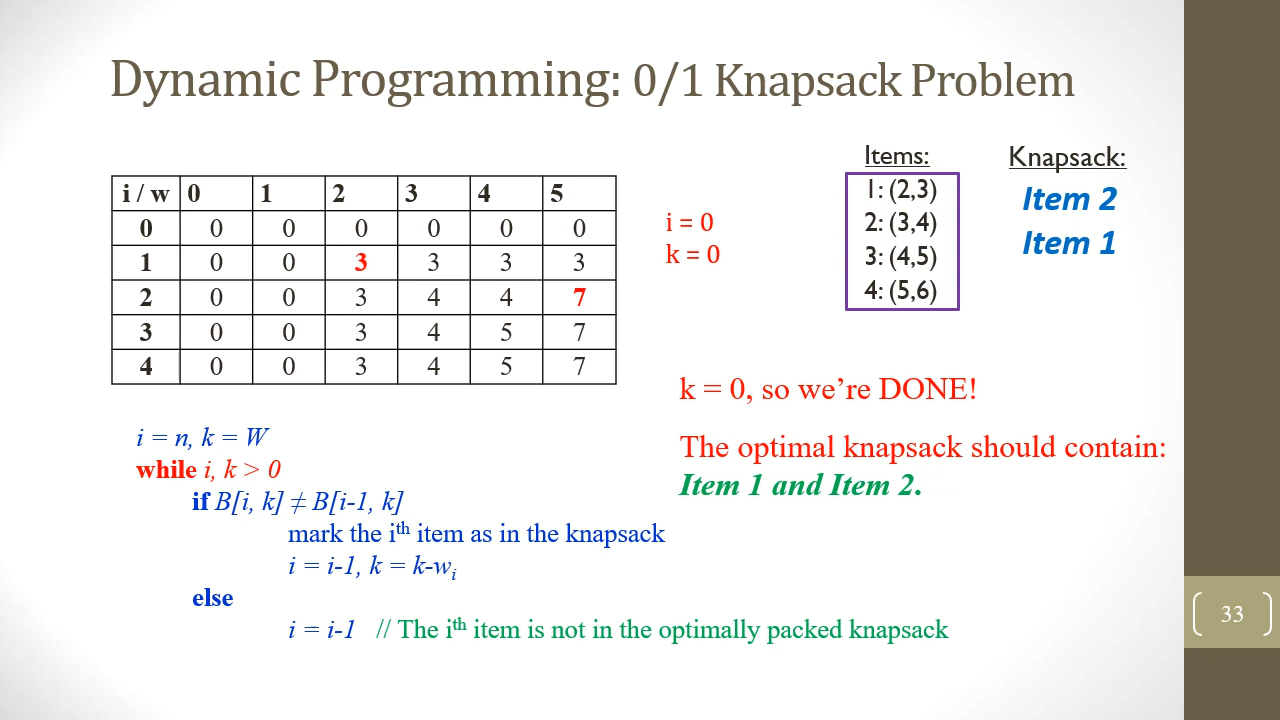 Dynamic Programming: 0/1 Knapsack Problem
i / w 0 1 2 3 4 5
0 0 0 0 0 0 0
1 0 0 3 3 3 3
2 0 0 3 4 4 7
3 0 0 3 4 5 7
4 0 0 3 4 5 7
i = 0
k = 0
Items:
1: (2,3)
2: (3,4)
3: (4,5)
4: (5,6)
Knapsack:
Item 2
Item 1
k = 0, so we’re DONE!
The optimal knapsack should contain:
Item 1 and Item 2.
i = n, k = W
while i, k > 0
if B[i, k] ≠ B[i-1, k]
mark the ith item as in the knapsack
i = i-1, k = k-wi
else
i = i-1 // The ith item is not in the optimally packed knapsack
33